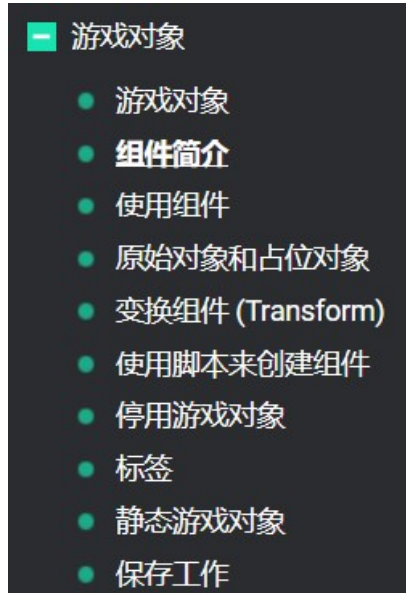 游戏对象
游戏对象
组件简介
使用组件
原始对象和占位对象
变换组件 (Transform)
使用脚本来创建组件
停用游戏对象
标签
静态游戏对象
保存工作